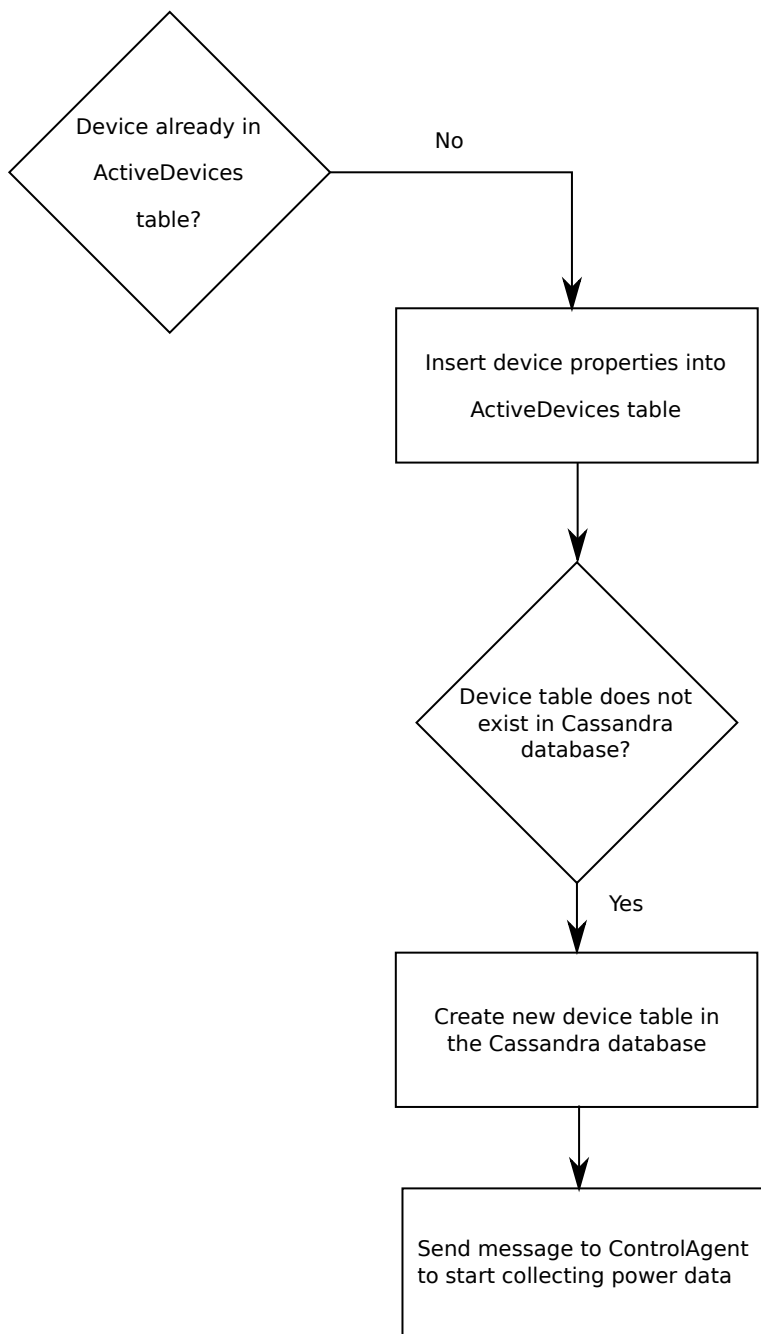 Device already in
ActiveDevices
table?
No
Insert device properties into
ActiveDevices table
Device table does not
exist in Cassandra
database?
Yes
Create new device table in
the Cassandra database
Send message to ControlAgent
to start collecting power data